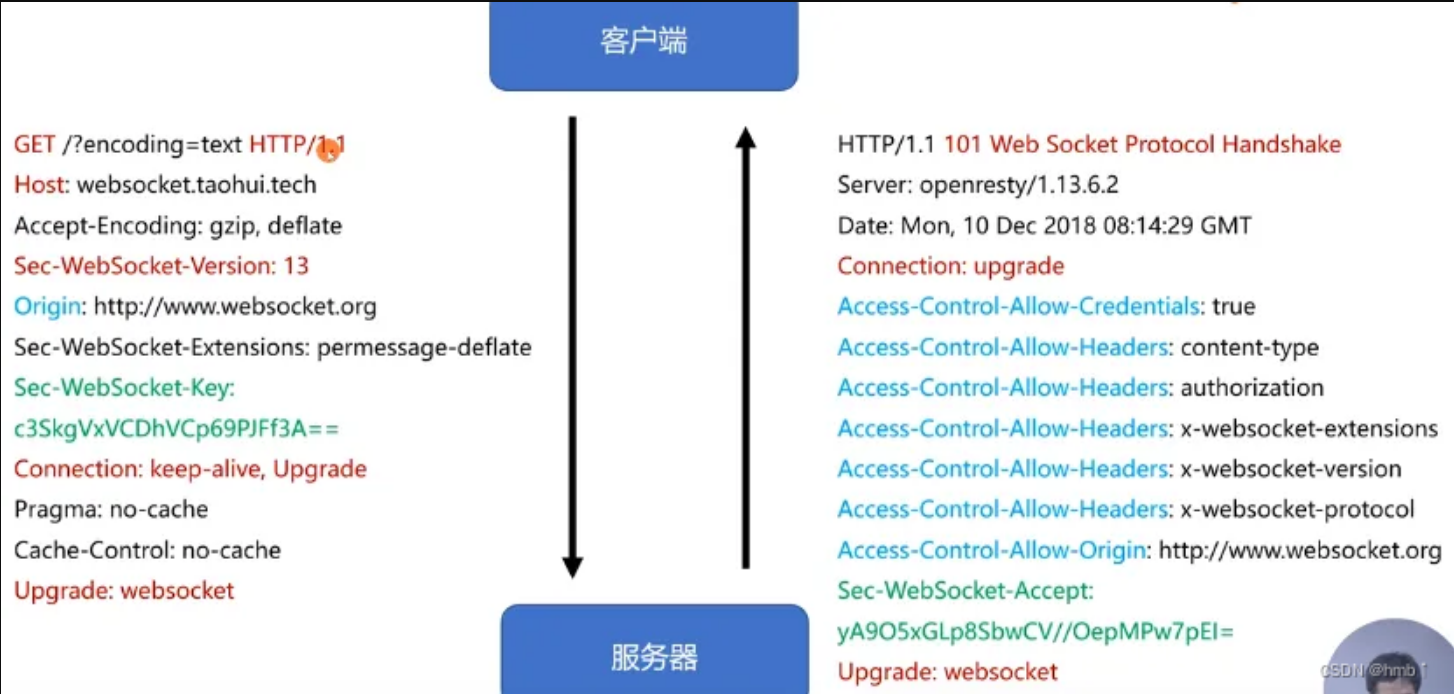 客户端
GET /?encoding=text HTTP/1.1
Host: websocket.taohui.tech
Accept-Encoding: gzip, deflate
Sec-WebSocket-Version: 13
Origin: http://www.websocket.org
Sec-WebSocket-Extensions: permessage-deflate
Sec-WebSocket-Key:
c3SkgVxVCDhVCp69PJFf3A==
Connection: keep-alive, Upgrade
Pragma: no-cache
Cache-Control: no-cache
Upgrade: websocket
HTTP/1.1 101 Web Socket Protocol Handshake
Server: openresty/1.13.6.2
Date: Mon, 10 Dec 2018 08:14:29 GMT
Connection: upgrade
Access-Control-Allow-Credentials: true
Access-Control-Allow-Headers: content-type
Access-Control-Allow-Headers: authorization
Access-Control-Allow-Headers: x-websocket-extensions
Access-Control-Allow-Headers: x-websocket-version
Access-Control-Allow-Headers: x-websocket-protocol
Access-Control-Allow-Origin: http://www.websocket.org
Sec-WebSocket-Accept:
yA9O5xGLp8SbwCV//OepMPw7pEI=
Upgrade: websocket
服务器